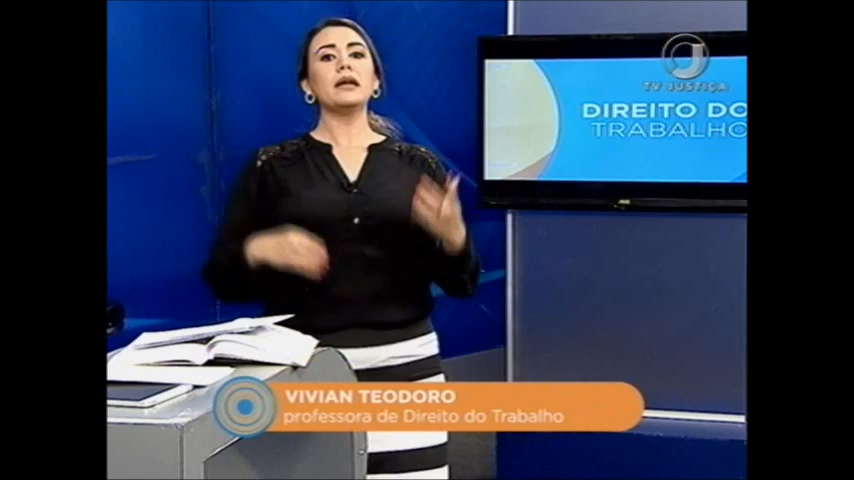 TV JUSTIÇA
DIREITO DO
TRABALHO
VIVIAN TEODORO
professora de Direito do Trabalho